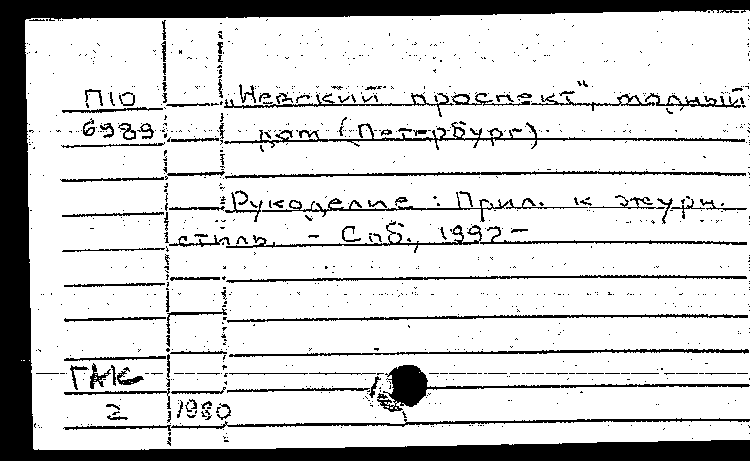 П10
6989
„Невский проспект“, модный
дом (Петербург)
Рукоделие : Прил. к журн.
стиль. – Спб., 1992.–
ГАК
2 1980